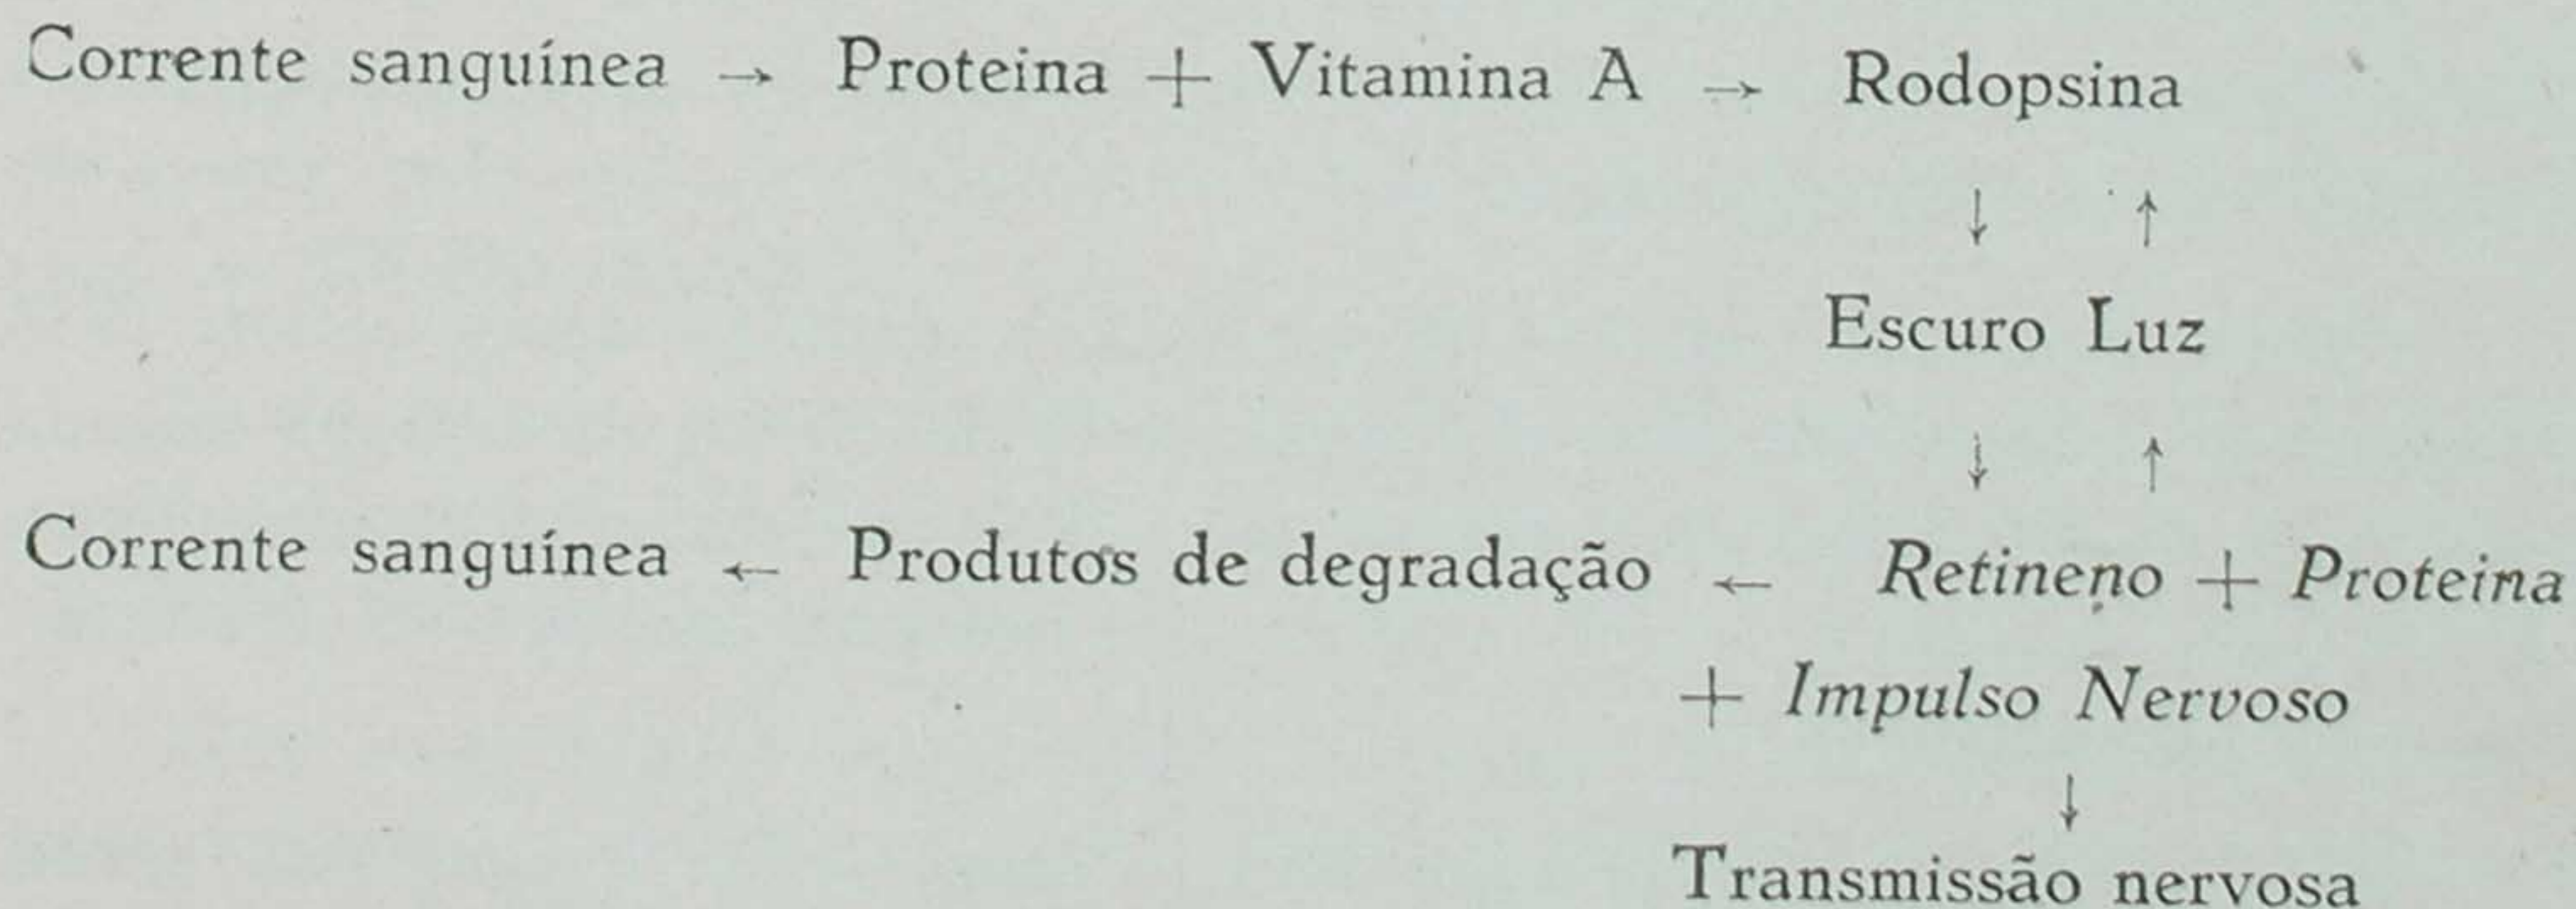 Corrente sanguínea → Proteina + Vitamina A → Rodopsina
↓ ↑
Escuro Luz
↓ ↑
Corrente sanguínea ← Produtos de degradação ← Retineno + Proteina
+ Impulso Nervoso
↓
Transmissão nervosa